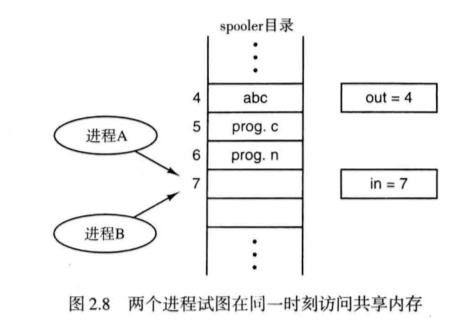 spooler目录
4 abc out = 4
5 prog. c
进程A
6 prog. n
7 in = 7
进程B
图 2.8 两个进程试图在同一时刻访问共享内存